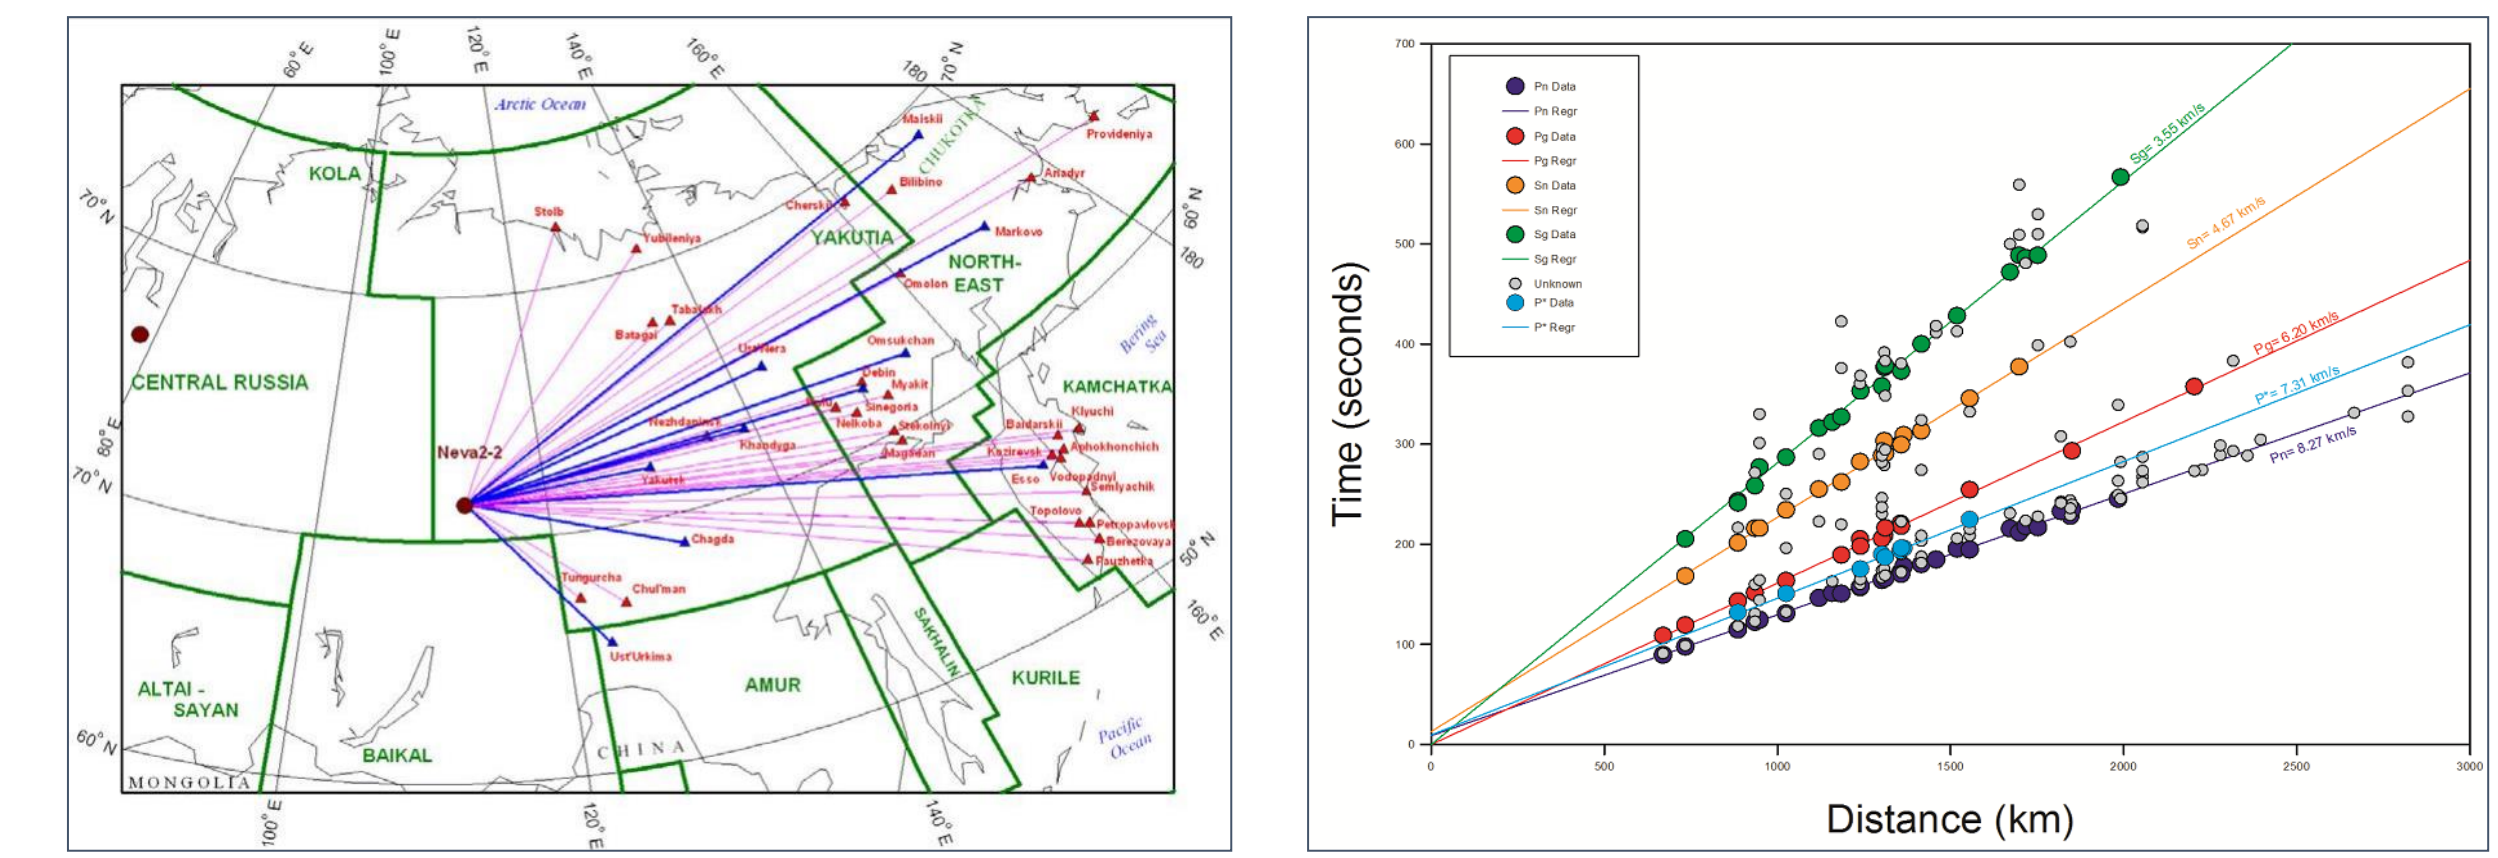 60° E
100° E
120° E
140° E
160° E
180
70° N
Arctic Ocean
Maiskii
CHUKOTKA
Provideniya
KOLA
Bilibino
Anadyr
70° N
Stolb
Cherskii
60° N
Yubileniya
YAKUTIA
Markovo
180
NORTH-
EAST
Omolon
Tabalakh
Batagai
Ust'Nera
Omsukchan
Bering
Sea
CENTRAL RUSSIA
Debin
Myakit
KAMCHATKA
Sinegoria
Klyuchi
Nezhdaninsk
Nelkoba
Stekolnyi
Baidarskii
80° E
Khandyga
Aphokhonchich
Neva2-2
Magadan
Kozirevsk
70° N
Yakutsk
Esso
Vodopadnyi
Semlyachik
Topolovo
Petropavlovsk
Chagda
Berezovaya
50° N
Pauzhetka
Tungurcha
Chul'man
160° E
SAKHALIN
Ust'Urkima
ALTAI -
SAYAN
AMUR
KURILE
60° N
BAIKAL
CHINA
Pacific
Ocean
MONGOLIA
100° E
120° E
140° E
700
600
500
400
300
200
100
0
Time (seconds)
Pn Data
Pn Regr
Pg Data
Pg Regr
Sn Data
Sn Regr
Sg Data
Sg Regr
Unknown
P* Data
P* Regr
Sg= 3.55 km/s
Sn= 4.67 km/s
Pg= 6.20 km/s
P*= 7.31 km/s
Pn= 8.27 km/s
0
500
1000
1500
2000
2500
3000
Distance (km)